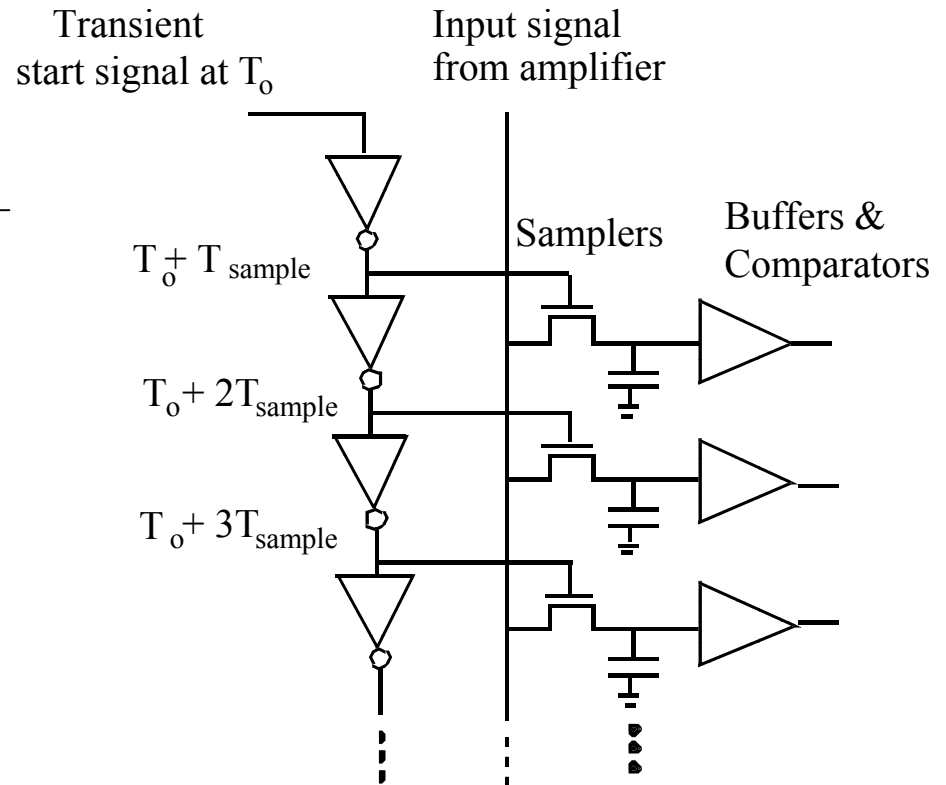 Transient
start signal at To
Input signal
from amplifier
Samplers
Buffers &
Comparators
To+ Tsample
To+ 2Tsample
To+ 3Tsample